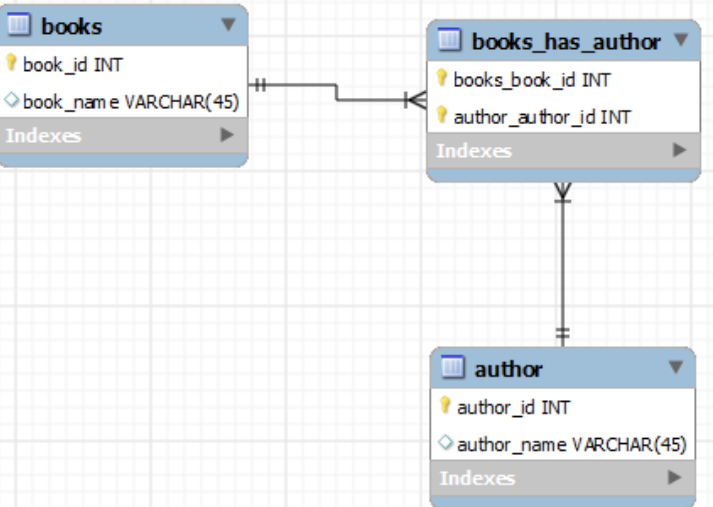 books
book_id INT
book_name VARCHAR(45)
Indexes
books_has_author
books_book_id INT
author_author_id INT
Indexes
author
author_id INT
author_name VARCHAR(45)
Indexes